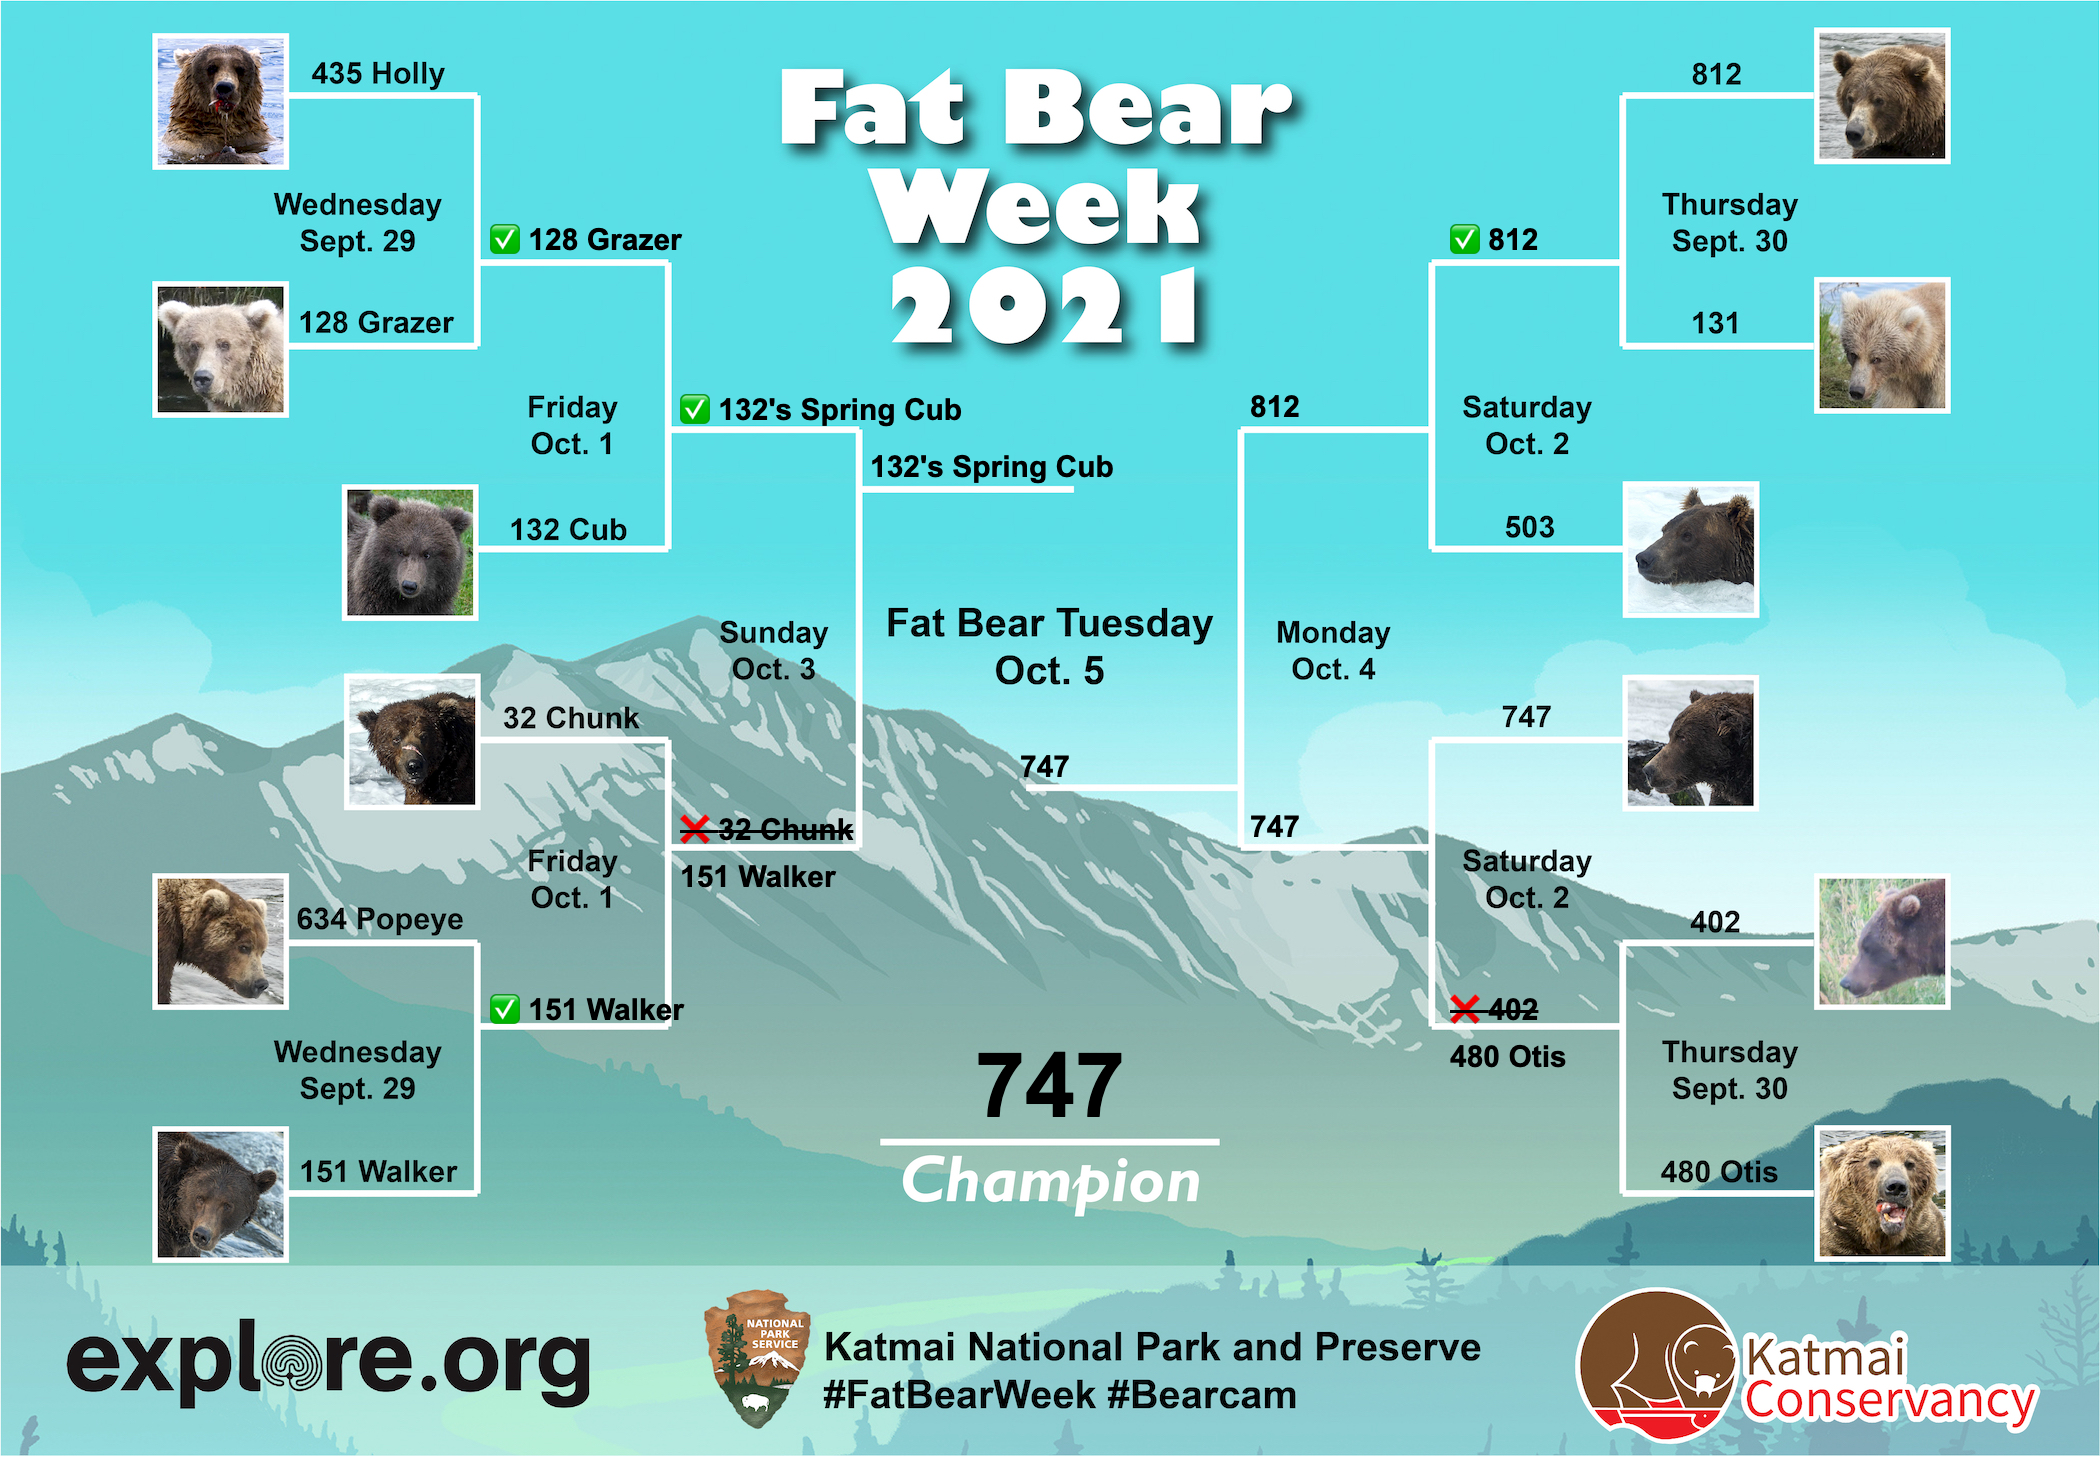 Fat Bear
Week
2021
435 Holly
Wednesday
Sept. 29
128 Grazer
✅ 128 Grazer
Friday
Oct. 1
132 Cub
✅ 132's Spring Cub
132's Spring Cub
32 Chunk
Sunday
Oct. 3
❌ 32 Chunk
151 Walker
Friday
Oct. 1
634 Popeye
✅ 151 Walker
Wednesday
Sept. 29
151 Walker
Fat Bear Tuesday
Oct. 5
747
812
Thursday
Sept. 30
131
✅ 812
812
Saturday
Oct. 2
503
Monday
Oct. 4
747
747
Saturday
Oct. 2
402
❌ 402
480 Otis
Thursday
Sept. 30
480 Otis
747
Champion
explore.org
NATIONAL
PARK
SERVICE
Katmai National Park and Preserve
#FatBearWeek #Bearcam
Katmai
Conservancy